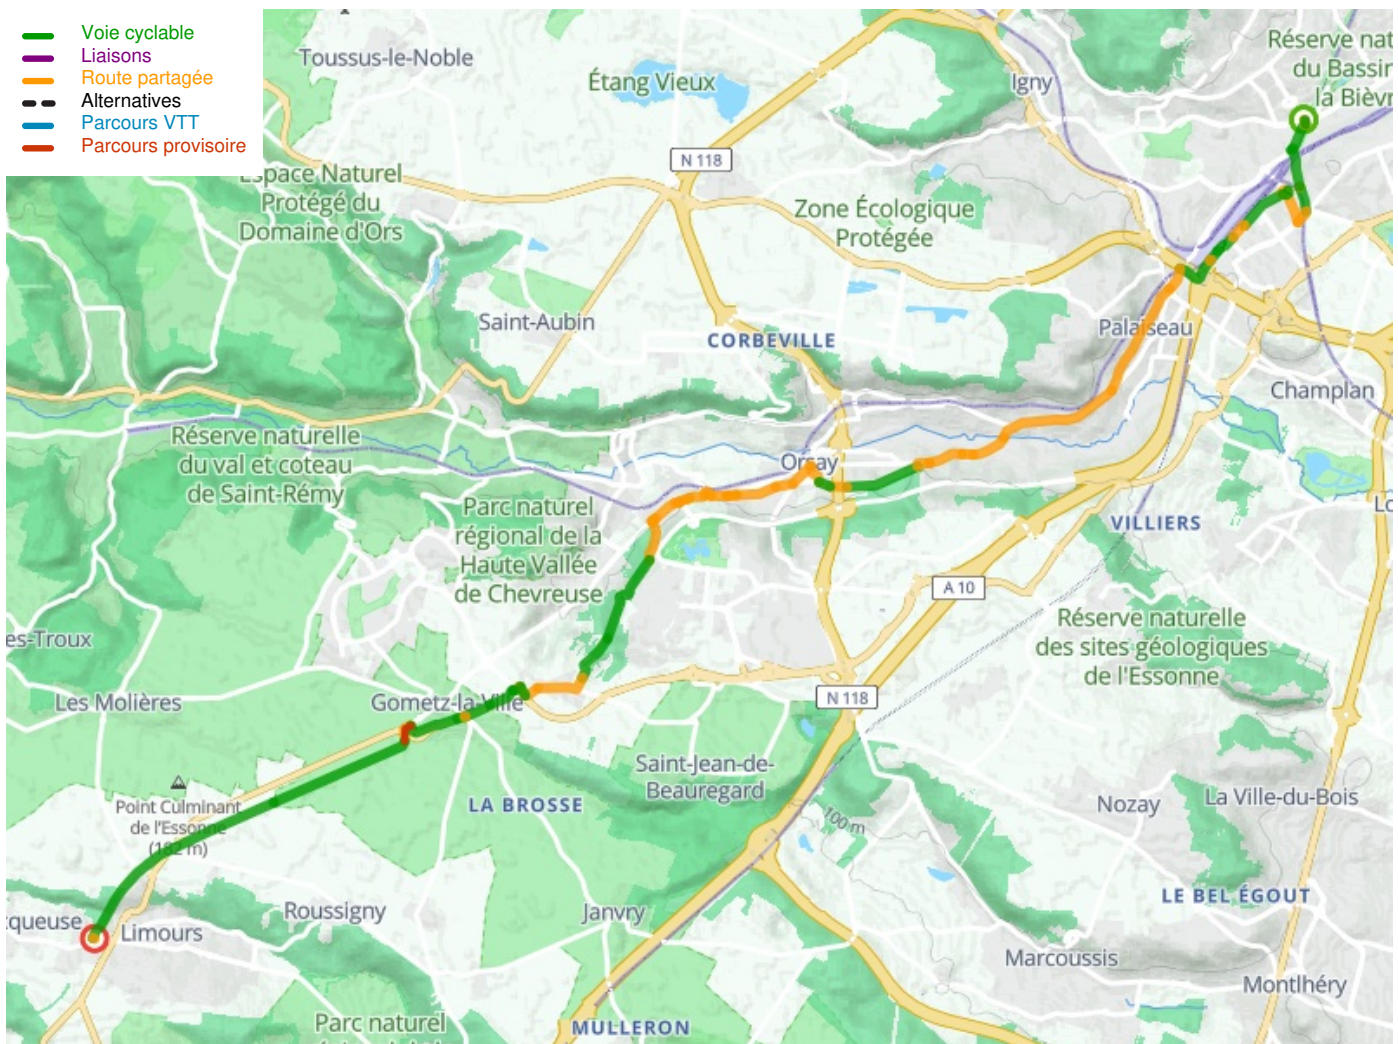 Voie cyclable
Liaisons
Route partagée
Alternatives
Parcours VTT
Parcours provisoire
Toussus-le-Noble
Étang Vieux
Igny
Réserve nat
du Bassin
la Bièvr
N 118
Espace Naturel
Protégé du
Domaine d'Ors
Zone Écologique
Protégée
Saint-Aubin
CORBEVILLE
Palaiseau
Champlan
Réserve naturelle
du val et coteau
de Saint-Rémy
Orsay
Parc naturel
régional de la
Haute Vallée
de Chevreuse
VILLIERS
A 10
Réserve naturelle
des sites géologiques
de l'Essonne
es-Troux
Les Molières
Gometz-la-Ville
N 118
Saint-Jean-de-
Beauregard
Point Culminant
de l'Essonne
(182 m)
LA BROSSE
100 m
Nozay
La Ville-du-Bois
LE BEL ÉGOUT
cqueuse
Limours
Roussigny
Janvry
Marcoussis
Montlhéry
Parc naturel
MULLERON